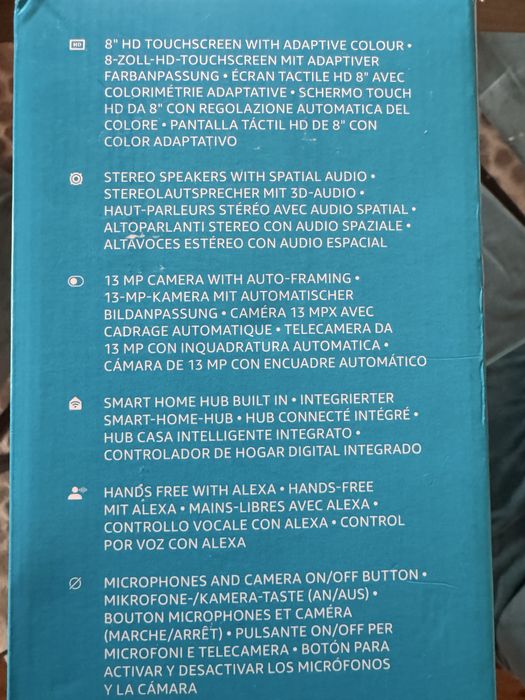 HD
8" HD TOUCHSCREEN WITH ADAPTIVE COLOUR •
8-ZOLL-HD-TOUCHSCREEN MIT ADAPTIVER
FARBANPASSUNG • ÉCRAN TACTILE HD 8" AVEC
COLORIMÉTRIE ADAPTATIVE • SCHERMO TOUCH
HD DA 8" CON REGOLAZIONE AUTOMATICA DEL
COLORE • PANTALLA TÁCTIL HD DE 8" CON
COLOR ADAPTATIVO
STEREO SPEAKERS WITH SPATIAL AUDIO •
STEREOLAUTSPRECHER MIT 3D-AUDIO •
HAUT-PARLEURS STÉRÉO AVEC AUDIO SPATIAL •
ALTOPARLANTI STEREO CON AUDIO SPAZIALE •
ALTAVOCES ESTÉREO CON AUDIO ESPACIAL
13 MP CAMERA WITH AUTO-FRAMING •
13-MP-KAMERA MIT AUTOMATISCHER
BILDANPASSUNG • CAMÉRA 13 MPX AVEC
CADRAGE AUTOMATIQUE • TELECAMERA DA
13 MP CON INQUADRATURA AUTOMATICA •
CÁMARA DE 13 MP CON ENCUADRE AUTOMÁTICO
SMART HOME HUB BUILT IN • INTEGRIERTER
SMART-HOME-HUB • HUB CONNECTÉ INTÉGRÉ •
HUB CASA INTELLIGENTE INTEGRATO •
CONTROLADOR DE HOGAR DIGITAL INTEGRADO
HANDS FREE WITH ALEXA • HANDS-FREE
MIT ALEXA • MAINS-LIBRES AVEC ALEXA •
CONTROLLO VOCALE CON ALEXA • CONTROL
POR VOZ CON ALEXA
MICROPHONES AND CAMERA ON/OFF BUTTON •
MIKROFONE-/KAMERA-TASTE (AN/AUS) •
BOUTON MICROPHONES ET CAMÉRA
(MARCHE/ARRÊT) • PULSANTE ON/OFF PER
MICROFONI E TELECAMERA • BOTÓN PARA
ACTIVAR Y DESACTIVAR LOS MICRÓFONOS
Y LA CÁMARA